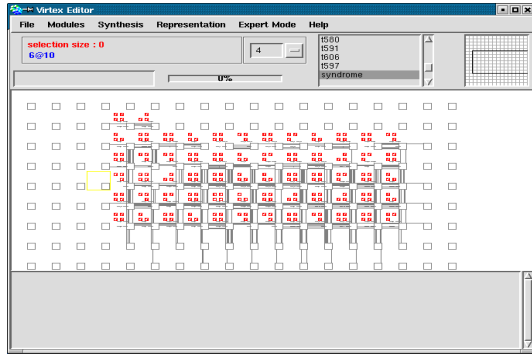 Virtex Editor
File Modules Synthesis Representation Expert Mode Help
selection size : 0
6@10
4
t580
t591
t606
t597
syndrome
0%